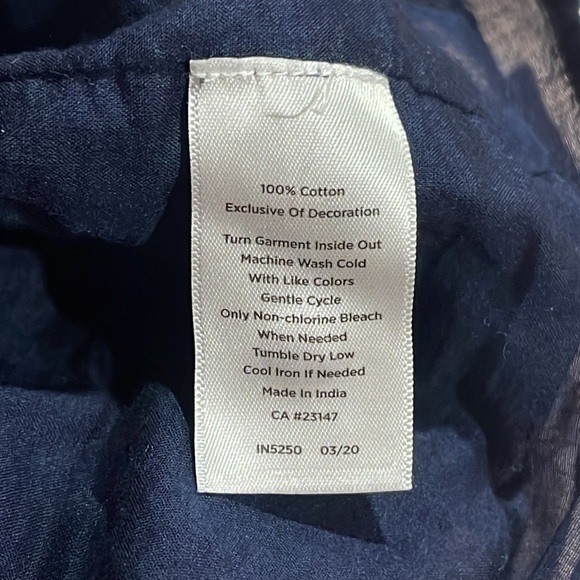 100% Cotton
Exclusive Of Decoration
Turn Garment Inside Out
Machine Wash Cold
With Like Colors
Gentle Cycle
Only Non-chlorine Bleach
When Needed
Tumble Dry Low
Cool Iron If Needed
Made In India
CA #23147
IN5250 03/20